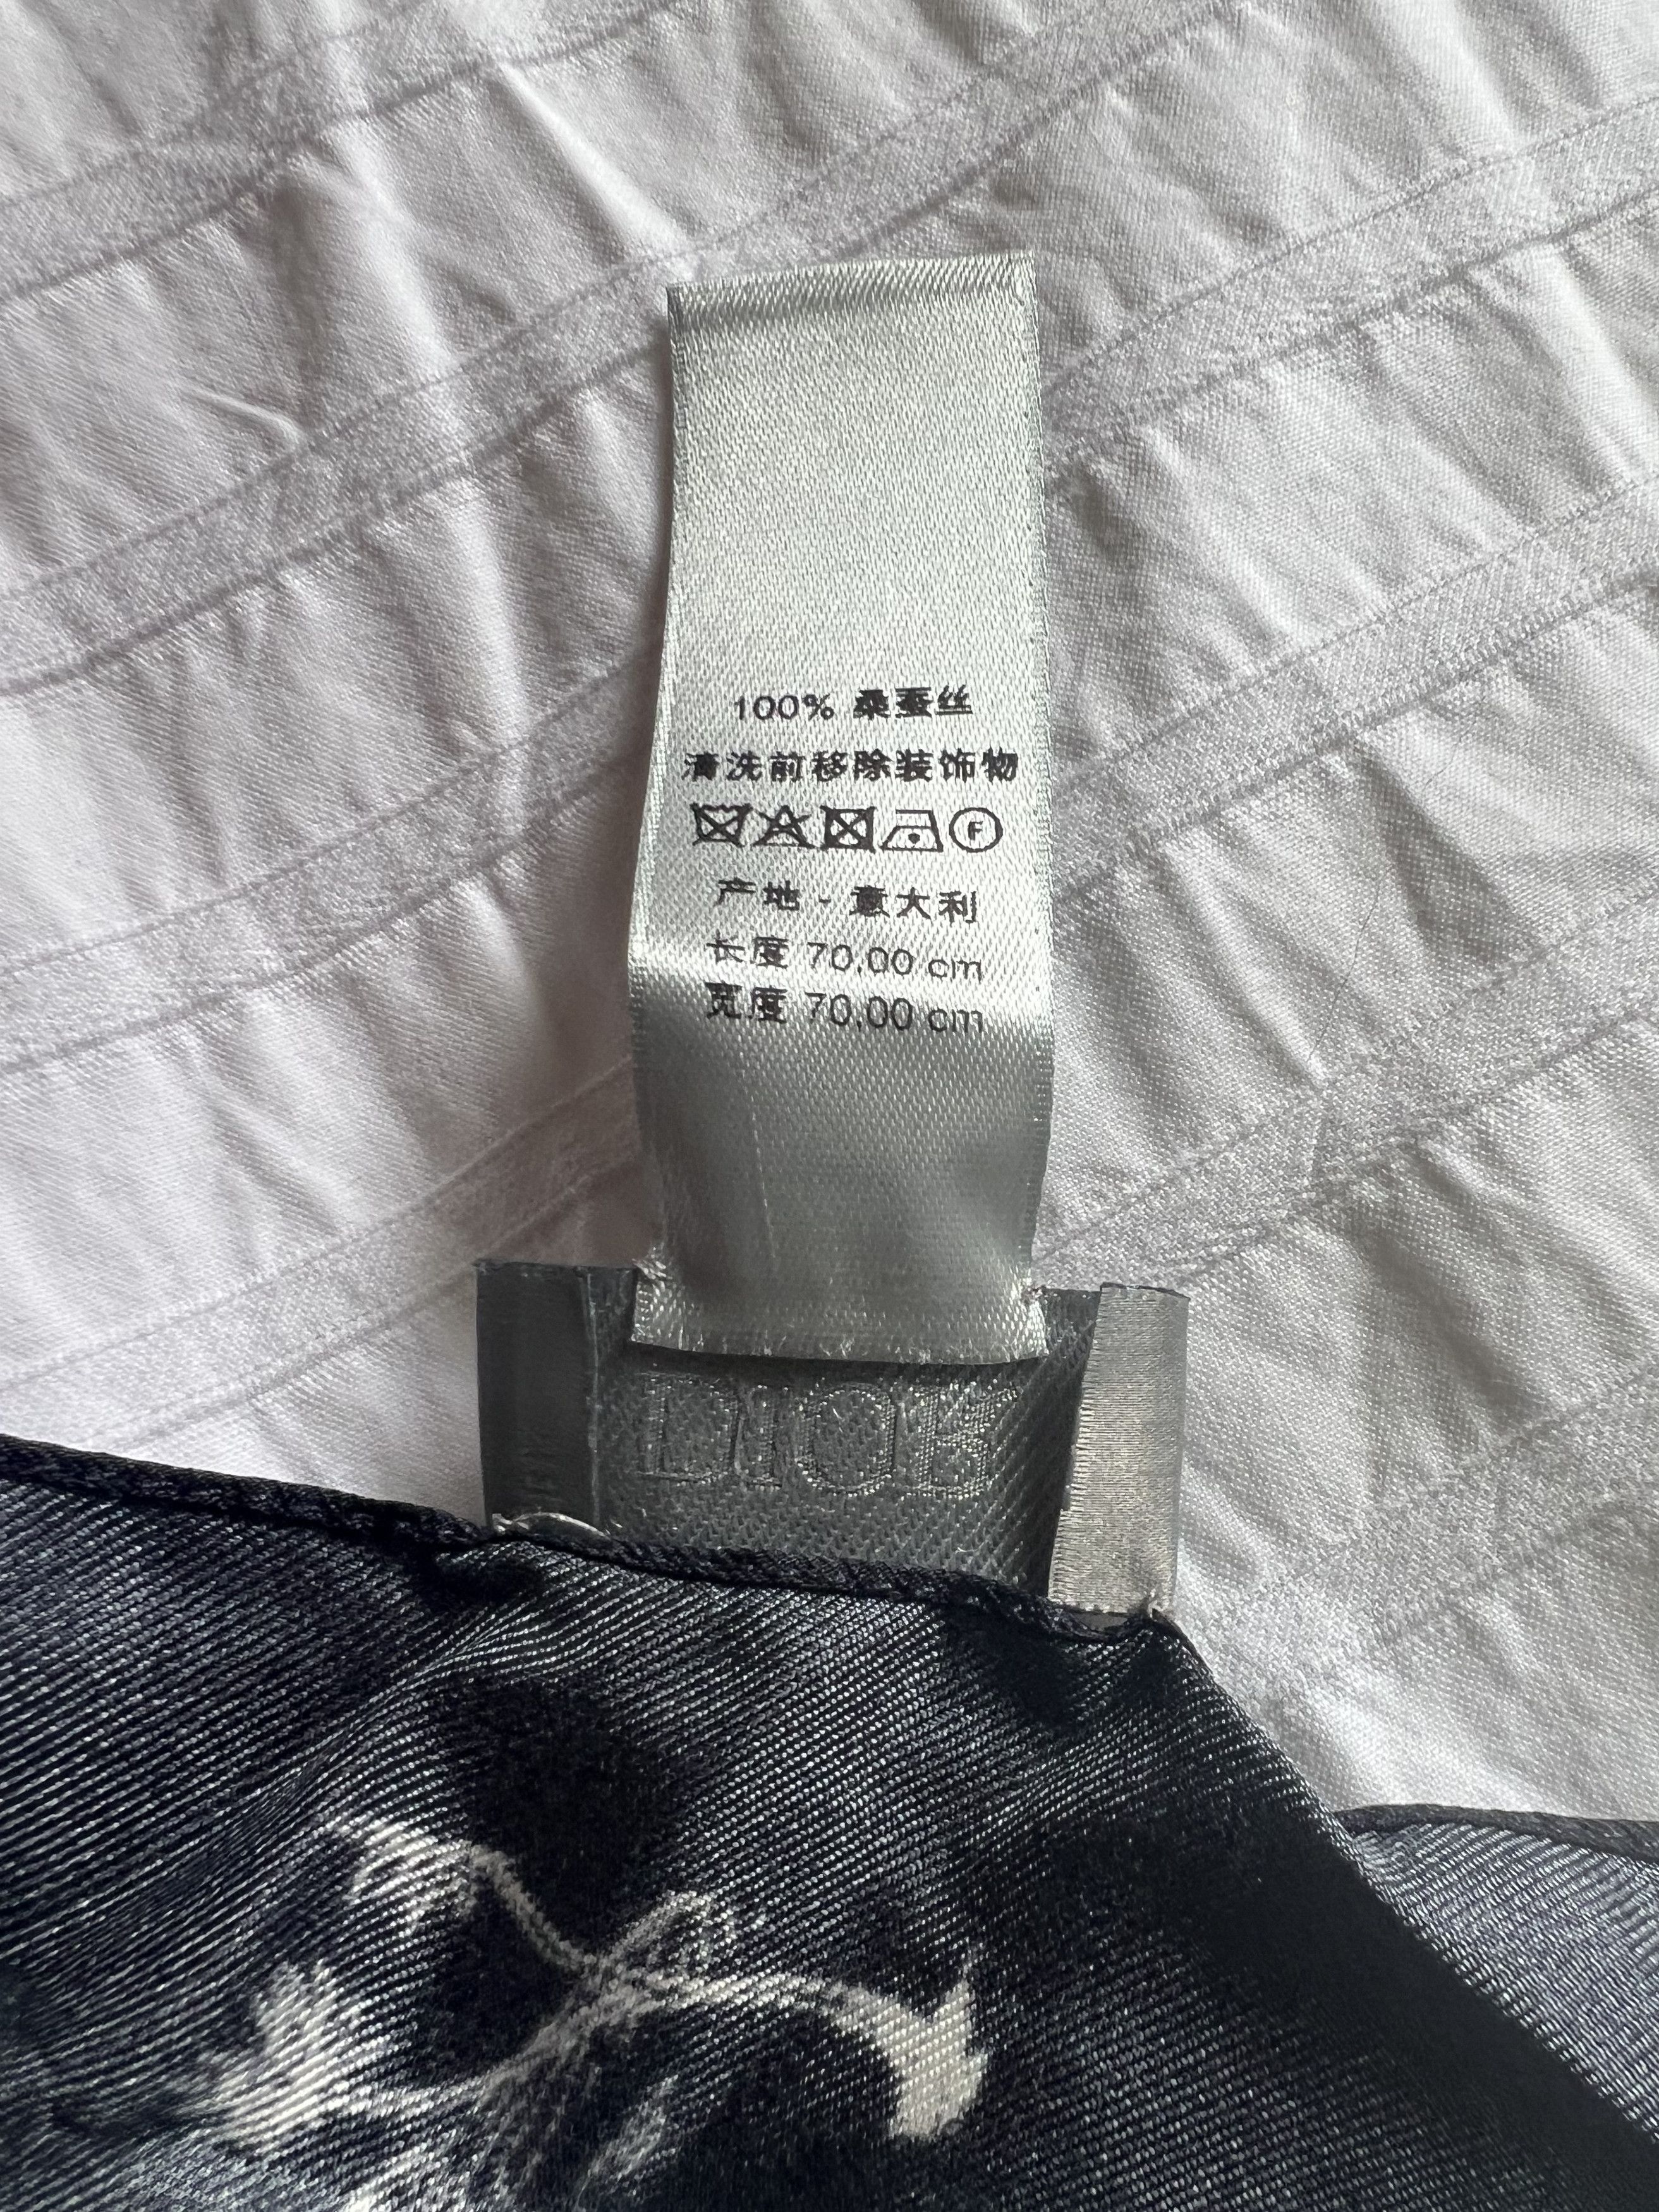 100% 桑蚕丝
清洗前移除装饰物
F
产地 - 意大利
长度 70,00 cm
宽度 70,00 cm
DIOR